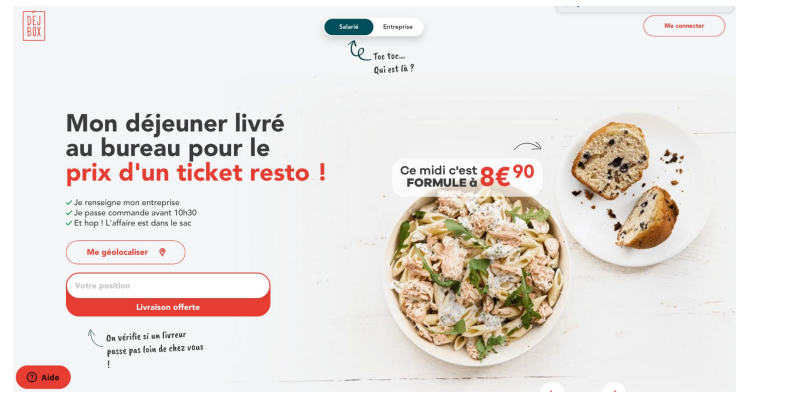 DÉJ
BOX
Salarié
Entreprise
Me connecter
Toc toc...
Qui est là ?
Mon déjeuner livré
au bureau pour le
prix d'un ticket resto !
Ce midi c'est
FORMULE à
8€90
Je renseigne mon entreprise
Je passe commande avant 10h30
Et hop ! L'affaire est dans le sac
Me géolocaliser
Votre position
Livraison offerte
On vérifie si un livreur
passe pas loin de chez vous
!
Aide